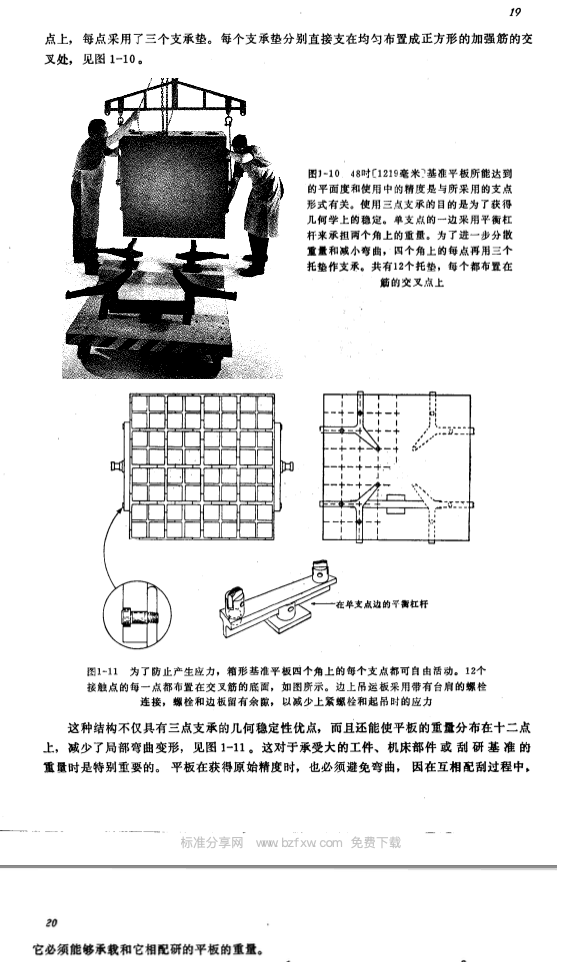 19
点上，每点采用了三个支承垫。每个支承垫分别直接支在均匀布置成正方形的加强筋的交
叉处，见图 1-10。
图1-10 48吋〔1219毫米〕基准平板所能达到
的平面度和使用中的精度是与所采用的支点
形式有关。使用三点支承的目的是为了获得
几何学上的稳定。单支点的一边采用平衡杠
杆来承担两个角上的重量。为了进一步分散
重量和减小弯曲，四个角上的每点再用三个
托垫作支承。共有12个托垫，每个都布置在
筋的交叉点上
在单支点边的平衡杠杆
图1-11 为了防止产生应力，箱形基准平板四个角上的每个支点都可自由活动。12个
接触点的每一点都布置在交叉筋的底面，如图所示。边上吊运板采用带有台肩的螺栓
连接，螺栓和边板留有余隙，以减少上紧螺栓和起吊时的应力
这种结构不仅具有三点支承的几何稳定性优点，而且还能使平板的重量分布在十二点
上，减少了局部弯曲变形，见图 1-11。这对于承受大的工件、机床部件或刮研基准的
重量时是特别重要的。平板在获得原始精度时，也必须避免弯曲，因在互相配刮过程中，
标准分享网 www.bzfxw.com 免费下载
20
它必须能够承载和它相配研的平板的重量。